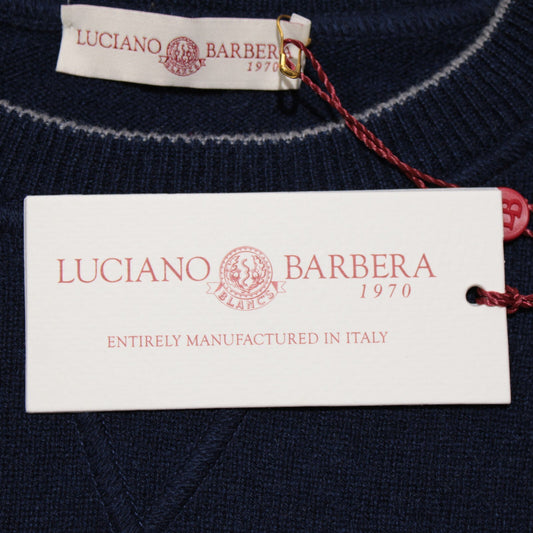 LUCIANO BARBERA
1970
LUCIANO BARBERA
BLANCS
1970
ENTIRELY MANUFACTURED IN ITALY